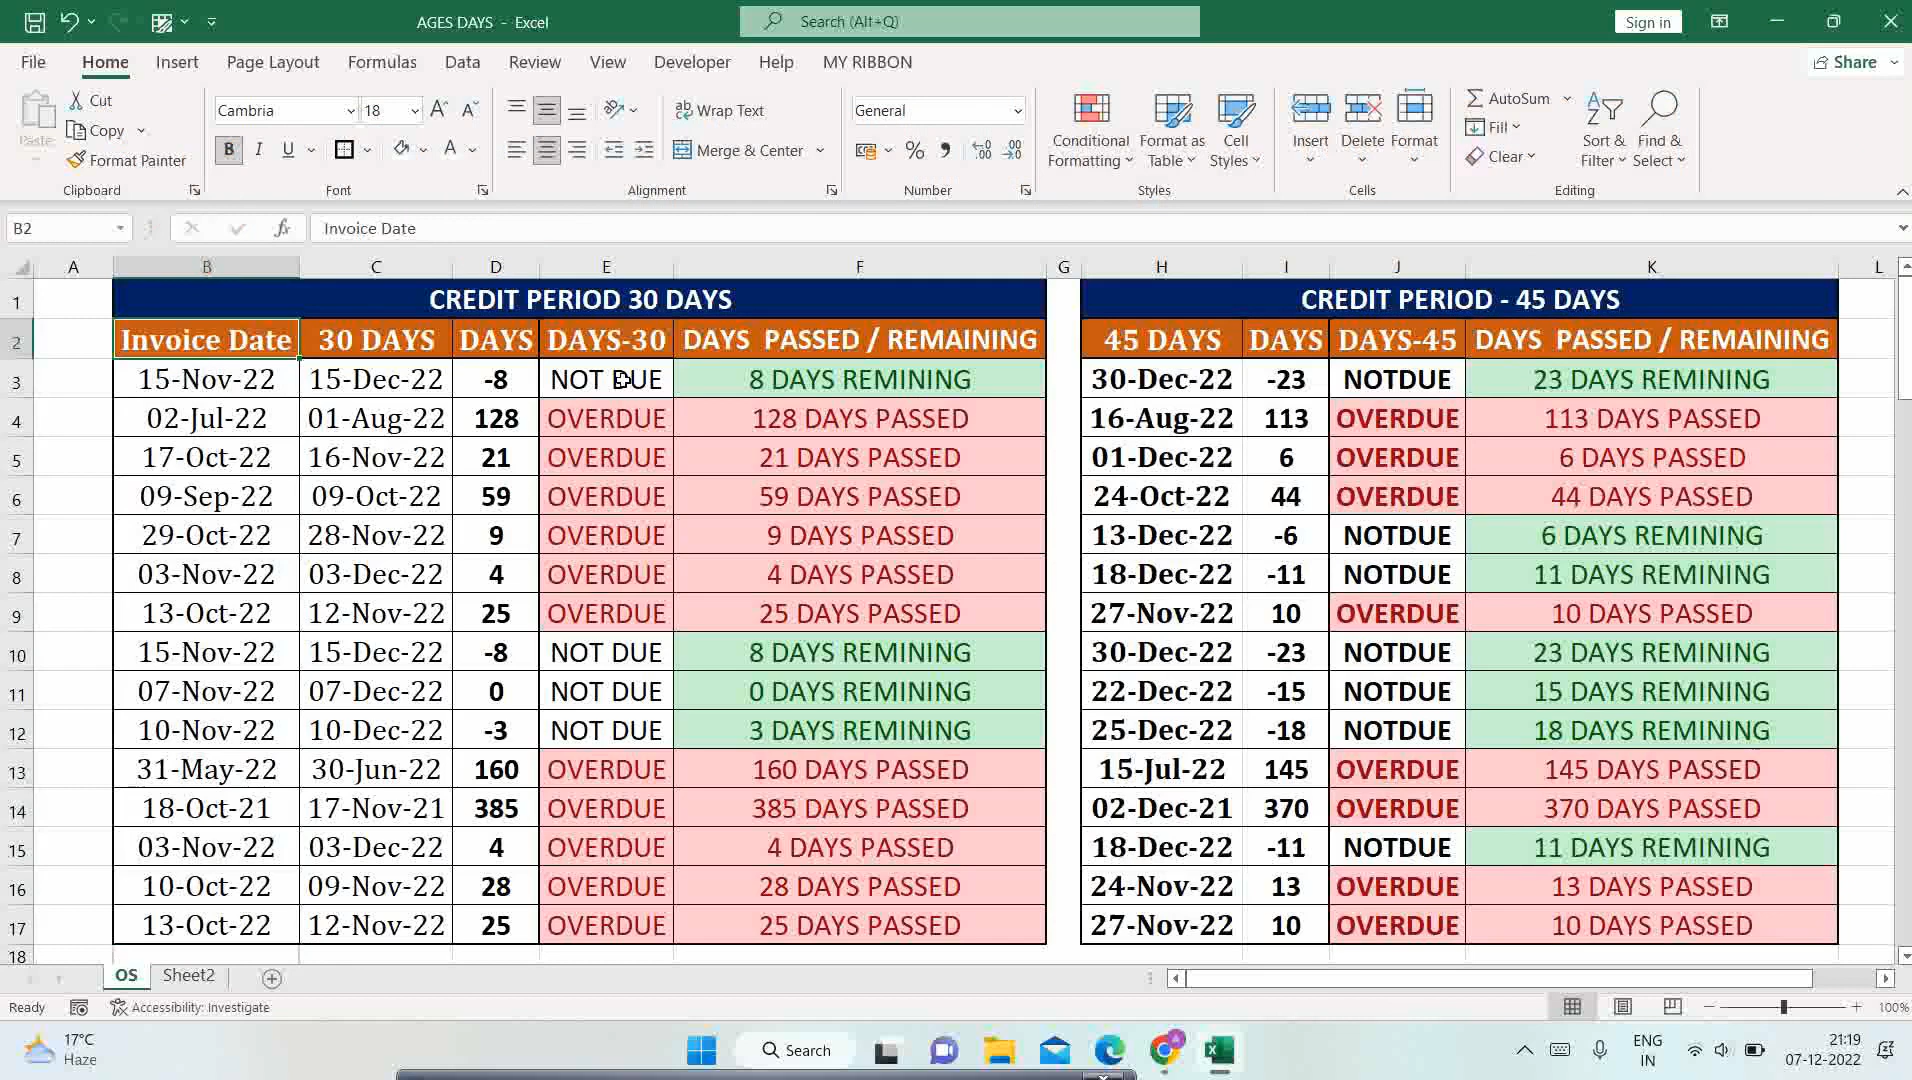 AGES DAYS - Excel
Search (Alt+Q)
Sign in
File Home Insert Page Layout Formulas Data Review View Developer Help MY RIBBON
Share
Paste
Cut
Copy
Format Painter
Clipboard
Cambria 18
B I U
Font
Wrap Text
Merge & Center
Alignment
General
Number
Conditional Formatting
Format as Table
Cell Styles
Styles
Insert Delete Format
Cells
AutoSum
Fill
Clear
Sort & Filter
Find & Select
Editing
B2 fx Invoice Date
A B C D E F G H I J K L
1 CREDIT PERIOD 30 DAYS CREDIT PERIOD - 45 DAYS
2 Invoice Date 30 DAYS DAYS DAYS-30 DAYS PASSED / REMAINING 45 DAYS DAYS DAYS-45 DAYS PASSED / REMAINING
3 15-Nov-22 15-Dec-22 -8 NOT DUE 8 DAYS REMINING 30-Dec-22 -23 NOTDUE 23 DAYS REMINING
4 02-Jul-22 01-Aug-22 128 OVERDUE 128 DAYS PASSED 16-Aug-22 113 OVERDUE 113 DAYS PASSED
5 17-Oct-22 16-Nov-22 21 OVERDUE 21 DAYS PASSED 01-Dec-22 6 OVERDUE 6 DAYS PASSED
6 09-Sep-22 09-Oct-22 59 OVERDUE 59 DAYS PASSED 24-Oct-22 44 OVERDUE 44 DAYS PASSED
7 29-Oct-22 28-Nov-22 9 OVERDUE 9 DAYS PASSED 13-Dec-22 -6 NOTDUE 6 DAYS REMINING
8 03-Nov-22 03-Dec-22 4 OVERDUE 4 DAYS PASSED 18-Dec-22 -11 NOTDUE 11 DAYS REMINING
9 13-Oct-22 12-Nov-22 25 OVERDUE 25 DAYS PASSED 27-Nov-22 10 OVERDUE 10 DAYS PASSED
10 15-Nov-22 15-Dec-22 -8 NOT DUE 8 DAYS REMINING 30-Dec-22 -23 NOTDUE 23 DAYS REMINING
11 07-Nov-22 07-Dec-22 0 NOT DUE 0 DAYS REMINING 22-Dec-22 -15 NOTDUE 15 DAYS REMINING
12 10-Nov-22 10-Dec-22 -3 NOT DUE 3 DAYS REMINING 25-Dec-22 -18 NOTDUE 18 DAYS REMINING
13 31-May-22 30-Jun-22 160 OVERDUE 160 DAYS PASSED 15-Jul-22 145 OVERDUE 145 DAYS PASSED
14 18-Oct-21 17-Nov-21 385 OVERDUE 385 DAYS PASSED 02-Dec-21 370 OVERDUE 370 DAYS PASSED
15 03-Nov-22 03-Dec-22 4 OVERDUE 4 DAYS PASSED 18-Dec-22 -11 NOTDUE 11 DAYS REMINING
16 10-Oct-22 09-Nov-22 28 OVERDUE 28 DAYS PASSED 24-Nov-22 13 OVERDUE 13 DAYS PASSED
17 13-Oct-22 12-Nov-22 25 OVERDUE 25 DAYS PASSED 27-Nov-22 10 OVERDUE 10 DAYS PASSED
18
OS Sheet2
Ready Accessibility: Investigate 100%
17°C
Haze
Search
ENG
IN
21:19
07-12-2022